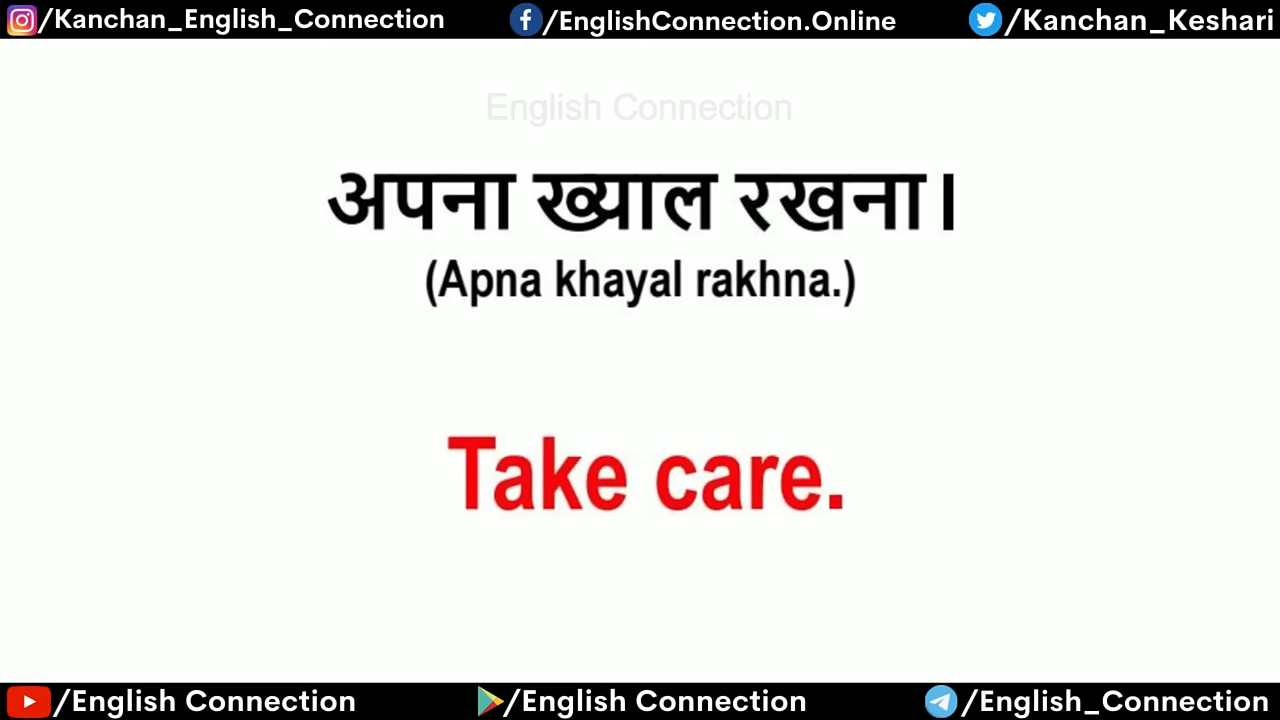 /Kanchan_English_Connection /EnglishConnection.Online /Kanchan_Keshari
English Connection
अपना ख्याल रखना।
(Apna khayal rakhna.)
Take care.
/English Connection /English Connection /English_Connection